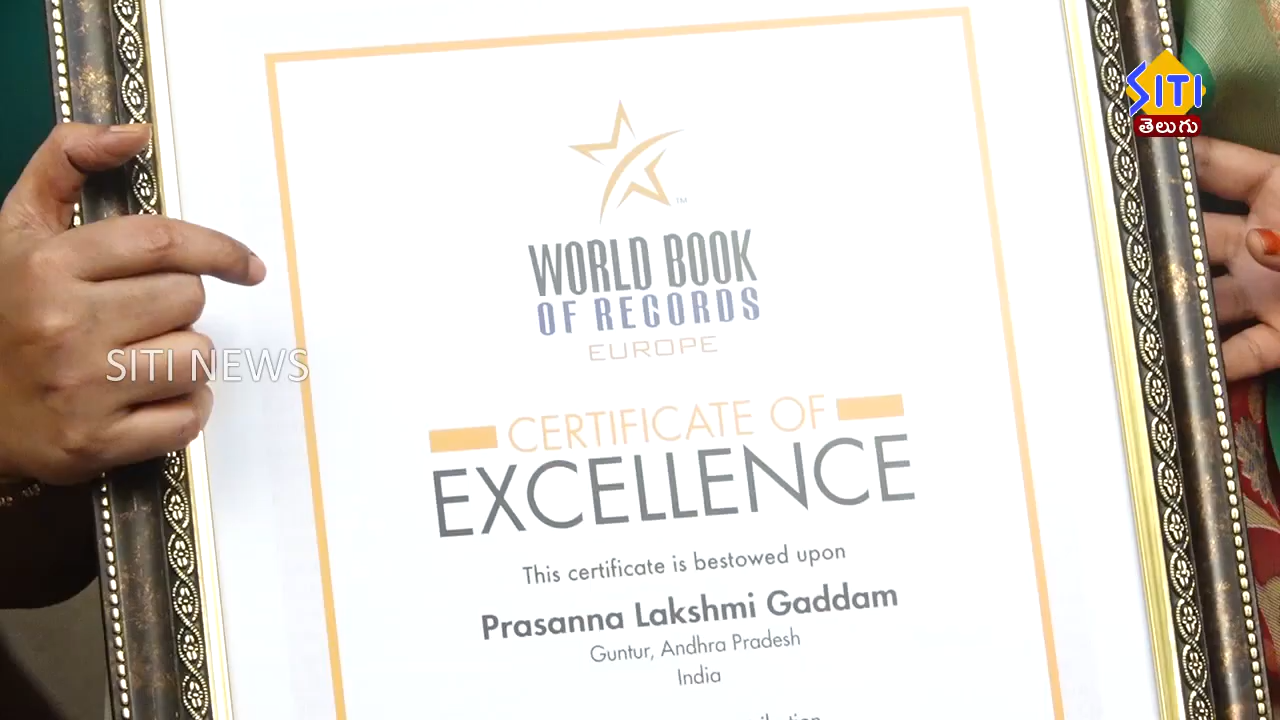 SITI
తెలుగు
TM
WORLD BOOK
OF RECORDS
EUROPE
SITI NEWS
CERTIFICATE OF
EXCELLENCE
This certificate is bestowed upon
Prasanna Lakshmi Gaddam
Guntur, Andhra Pradesh
India